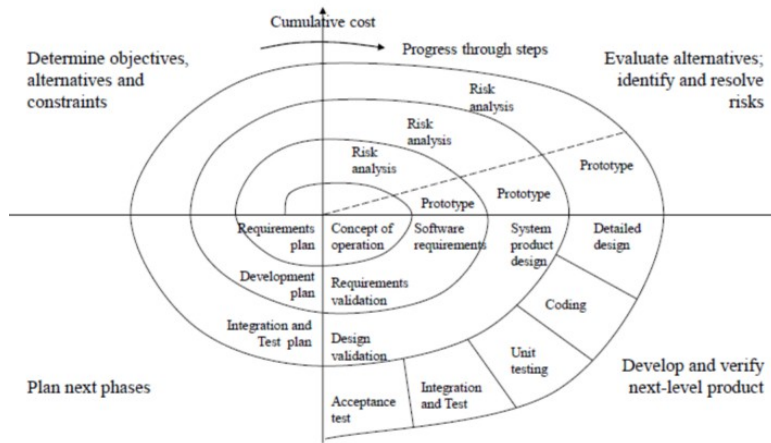 Cumulative cost
Progress through steps
Determine objectives,
alternatives and
constraints
Evaluate alternatives;
identify and resolve
risks
Risk
analysis
Risk
analysis
Risk
analysis
Prototype
Prototype
Prototype
Requirements
plan
Concept of
operation
Software
requirements
System
product
design
Detailed
design
Development
plan
Requirements
validation
Coding
Integration and
Test plan
Design
validation
Unit
testing
Plan next phases
Acceptance
test
Integration
and Test
Develop and verify
next-level product